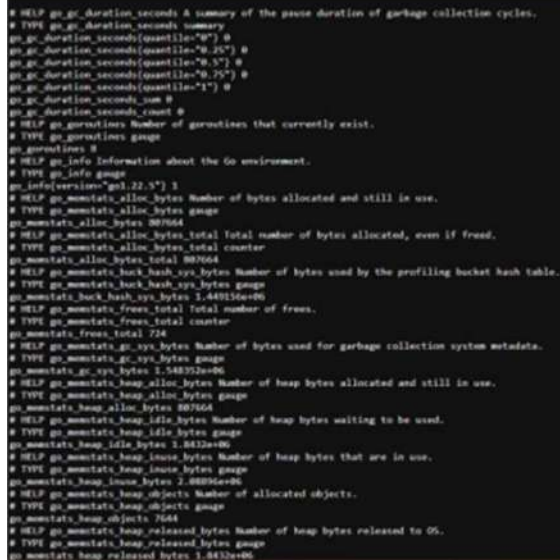 # HELP go_gc_duration_seconds A summary of the pause duration of garbage collection cycles.
# TYPE go_gc_duration_seconds summary
go_gc_duration_seconds{quantile="0"} 0
go_gc_duration_seconds{quantile="0.25"} 0
go_gc_duration_seconds{quantile="0.5"} 0
go_gc_duration_seconds{quantile="0.75"} 0
go_gc_duration_seconds{quantile="1"} 0
go_gc_duration_seconds_sum 0
go_gc_duration_seconds_count 0
# HELP go_goroutines Number of goroutines that currently exist.
# TYPE go_goroutines gauge
go_goroutines 8
# HELP go_info Information about the Go environment.
# TYPE go_info gauge
go_info{version="go1.22.5"} 1
# HELP go_memstats_alloc_bytes Number of bytes allocated and still in use.
# TYPE go_memstats_alloc_bytes gauge
go_memstats_alloc_bytes 807664
# HELP go_memstats_alloc_bytes_total Total number of bytes allocated, even if freed.
# TYPE go_memstats_alloc_bytes_total counter
go_memstats_alloc_bytes_total 807664
# HELP go_memstats_buck_hash_sys_bytes Number of bytes used by the profiling bucket hash table.
# TYPE go_memstats_buck_hash_sys_bytes gauge
go_memstats_buck_hash_sys_bytes 1.449156e+06
# HELP go_memstats_frees_total Total number of frees.
# TYPE go_memstats_frees_total counter
go_memstats_frees_total 724
# HELP go_memstats_gc_sys_bytes Number of bytes used for garbage collection system metadata.
# TYPE go_memstats_gc_sys_bytes gauge
go_memstats_gc_sys_bytes 1.548352e+06
# HELP go_memstats_heap_alloc_bytes Number of heap bytes allocated and still in use.
# TYPE go_memstats_heap_alloc_bytes gauge
go_memstats_heap_alloc_bytes 807664
# HELP go_memstats_heap_idle_bytes Number of heap bytes waiting to be used.
# TYPE go_memstats_heap_idle_bytes gauge
go_memstats_heap_idle_bytes 1.8432e+06
# HELP go_memstats_heap_inuse_bytes Number of heap bytes that are in use.
# TYPE go_memstats_heap_inuse_bytes gauge
go_memstats_heap_inuse_bytes 2.08896e+06
# HELP go_memstats_heap_objects Number of allocated objects.
# TYPE go_memstats_heap_objects gauge
go_memstats_heap_objects 7644
# HELP go_memstats_heap_released_bytes Number of heap bytes released to OS.
# TYPE go_memstats_heap_released_bytes gauge
go_memstats_heap_released_bytes 1.8432e+06